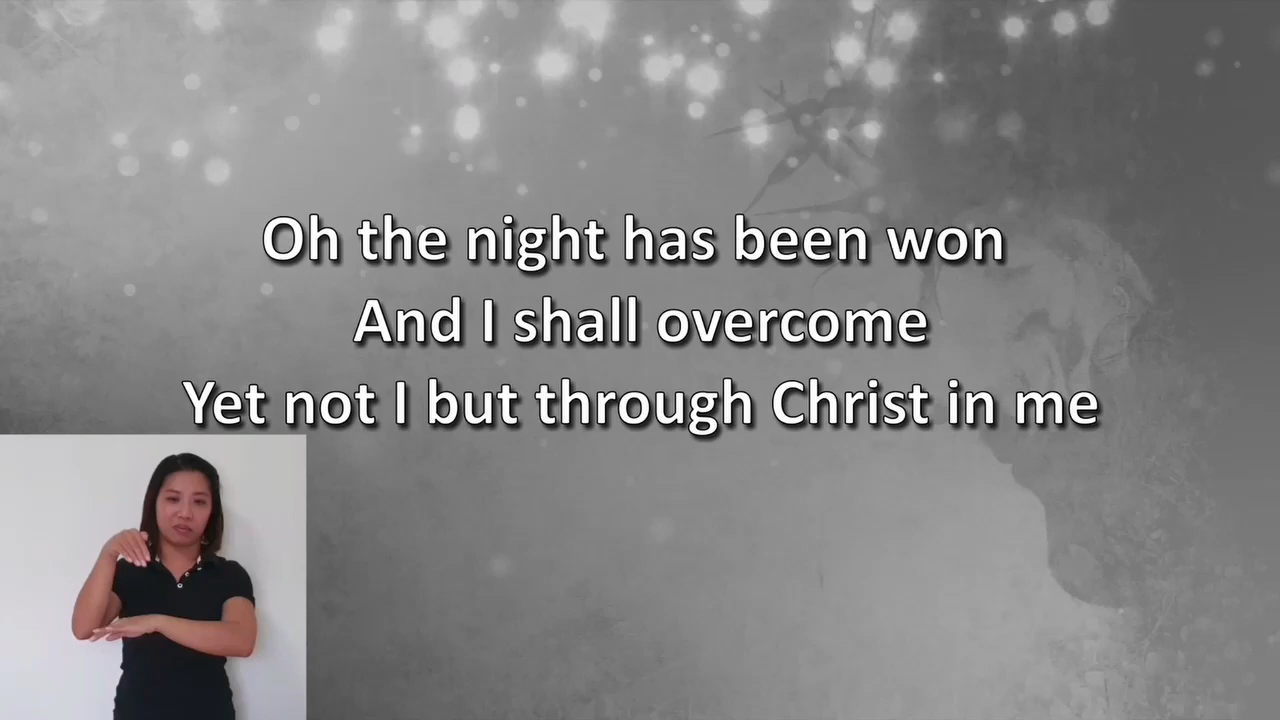 Oh the night has been won
And I shall overcome
Yet not I but through Christ in me